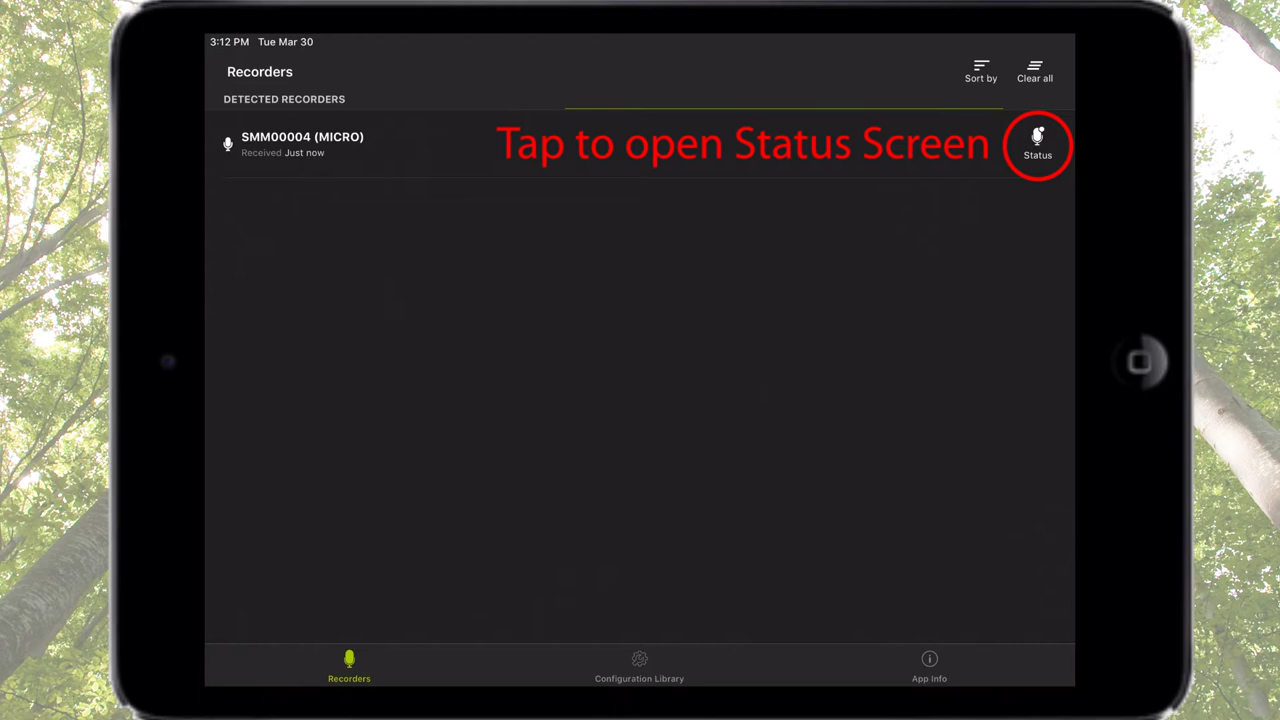 3:12 PM Tue Mar 30
Recorders
Sort by
Clear all
DETECTED RECORDERS
SMM00004 (MICRO)
Received Just now
Tap to open Status Screen
Status
Recorders
Configuration Library
App Info